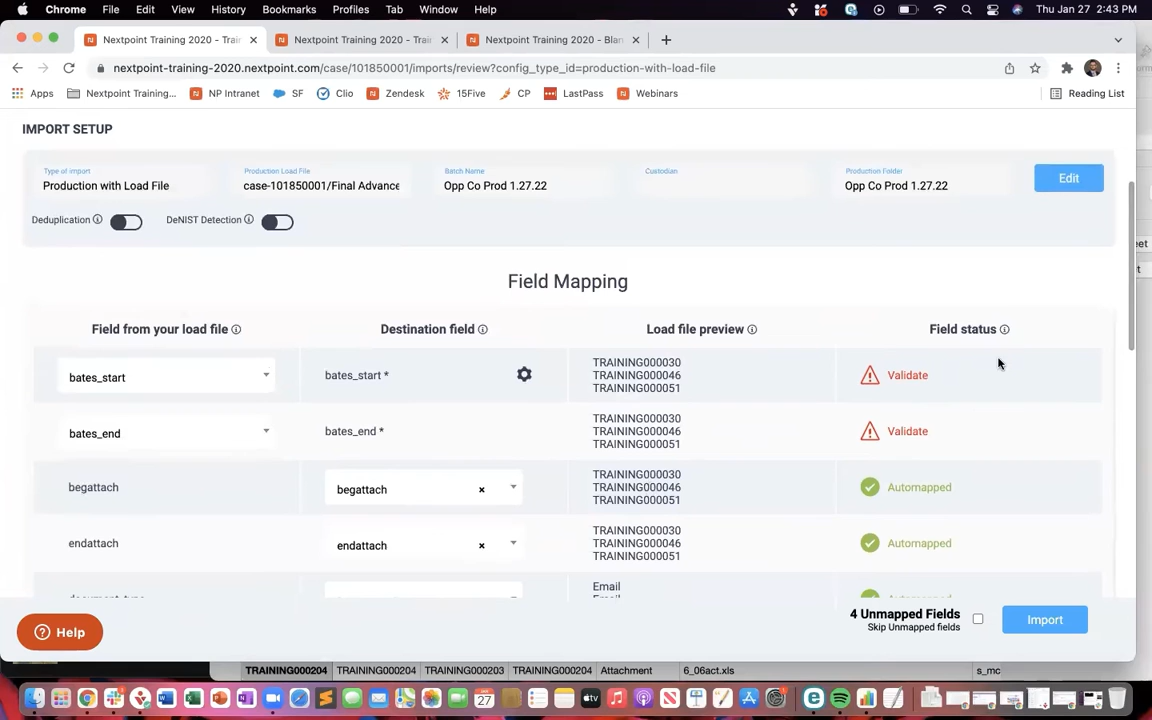 Chrome File Edit View History Bookmarks Profiles Tab Window Help Thu Jan 27 2:43 PM
Nextpoint Training 2020 - Trai Nextpoint Training 2020 - Trai Nextpoint Training 2020 - Blan
nextpoint-training-2020.nextpoint.com/case/101850001/imports/review?config_type_id=production-with-load-file
Apps Nextpoint Training... NP Intranet SF Clio Zendesk 15Five CP LastPass Webinars Reading List
IMPORT SETUP
Type of import Production Load File Batch Name Custodian Production Folder
Production with Load File case-101850001/Final Advance Opp Co Prod 1.27.22 Opp Co Prod 1.27.22 Edit
Deduplication DeNIST Detection
Field Mapping
Field from your load file Destination field Load file preview Field status
bates_start bates_start * TRAINING000030
TRAINING000046
TRAINING000051 Validate
bates_end bates_end * TRAINING000030
TRAINING000046
TRAINING000051 Validate
begattach begattach × TRAINING000030
TRAINING000046
TRAINING000051 Automapped
endattach endattach × TRAINING000030
TRAINING000046
TRAINING000051 Automapped
Email
4 Unmapped Fields
Skip Unmapped fields
Import
Help
TRAINING000204 TRAINING000204 TRAINING000203 TRAINING000204 Attachment 6_06act.xls s_mc